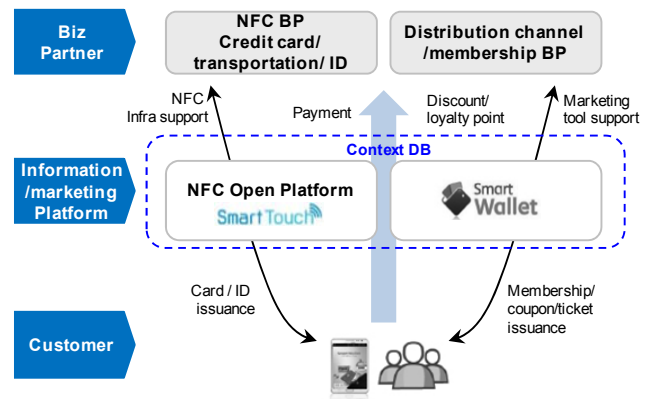 Biz
Partner
NFC BP
Credit card/
transportation/ ID
Distribution channel
/membership BP
NFC
Infra support
Payment
Discount/
loyalty point
Marketing
tool support
Context DB
Information
/marketing
Platform
NFC Open Platform
Smart Touch
Smart
Wallet
Card / ID
issuance
Membership/
coupon/ticket
issuance
Customer